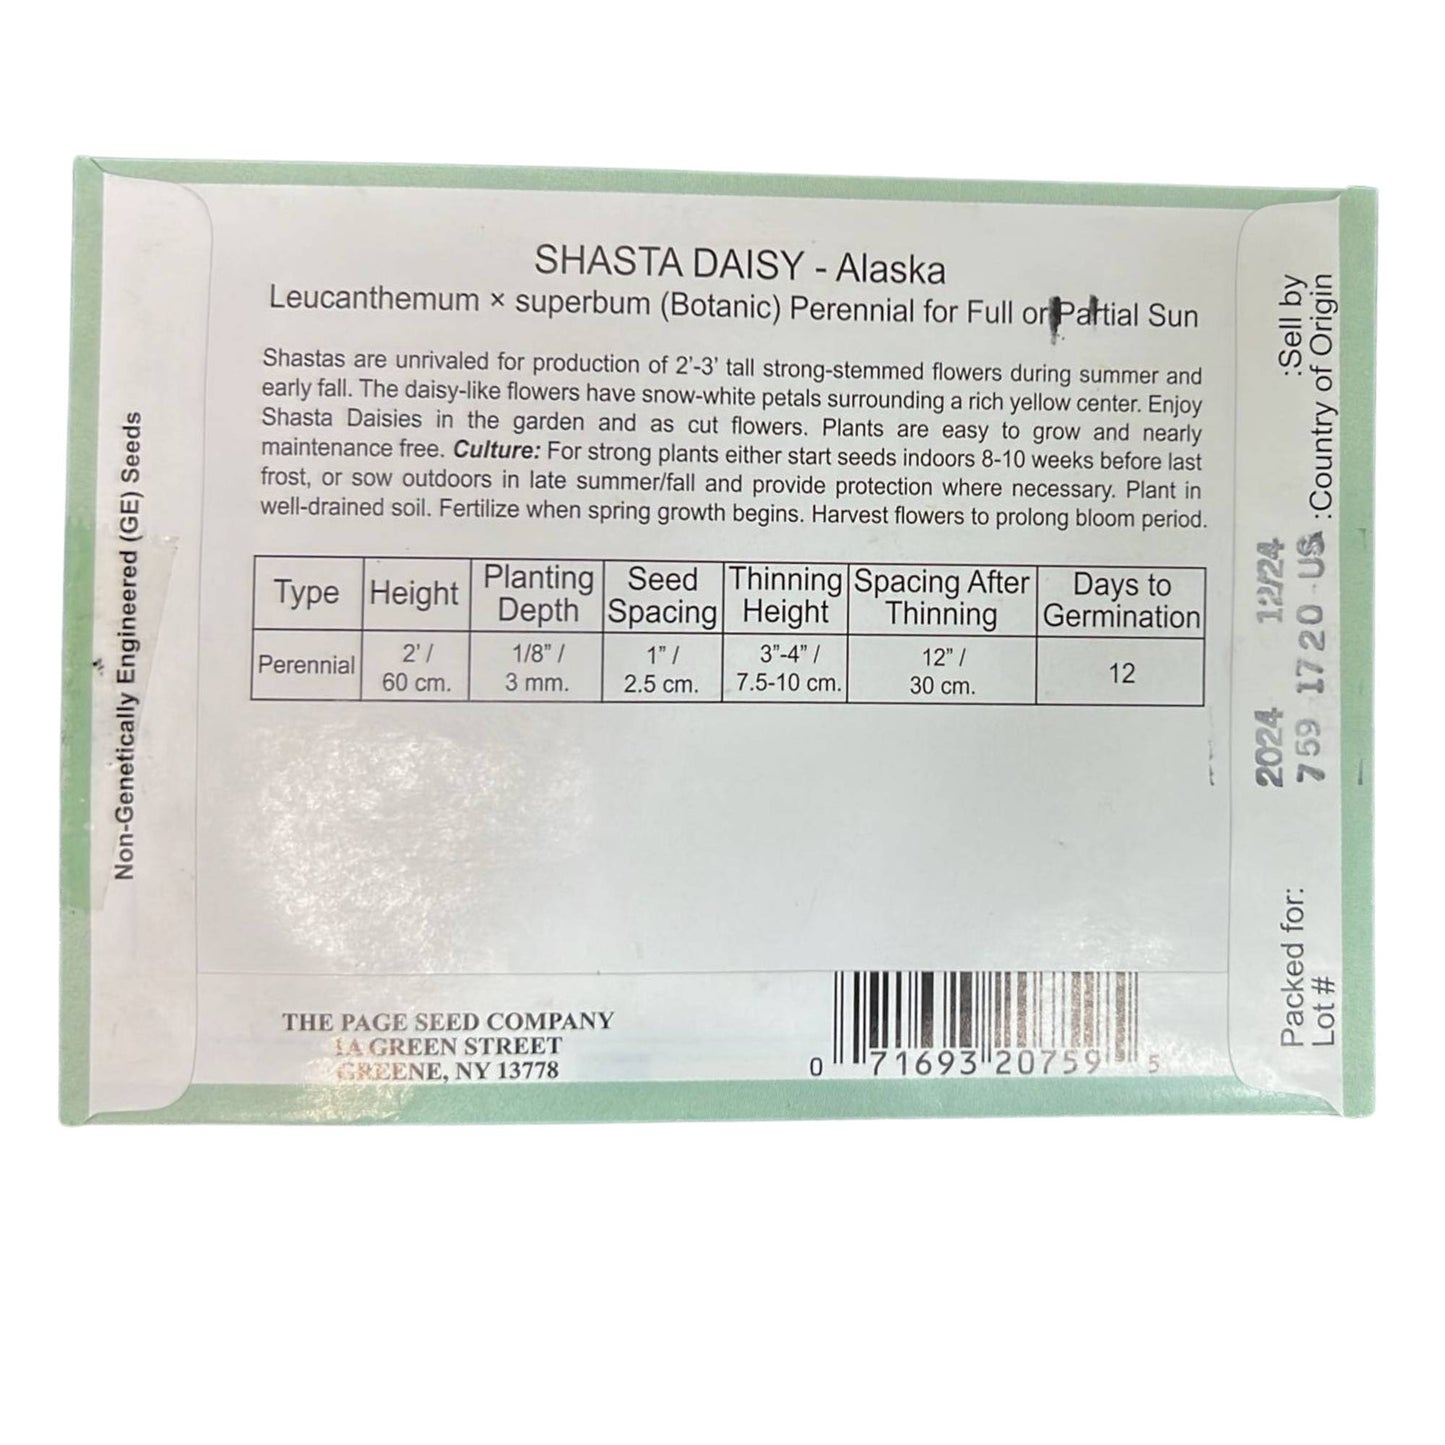 SHASTA DAISY - Alaska
Leucanthemum × superbum (Botanic) Perennial for Full or Partial Sun
Shastas are unrivaled for production of 2'-3' tall strong-stemmed flowers during summer and
early fall. The daisy-like flowers have snow-white petals surrounding a rich yellow center. Enjoy
Shasta Daisies in the garden and as cut flowers. Plants are easy to grow and nearly
maintenance free. Culture: For strong plants either start seeds indoors 8-10 weeks before last
frost, or sow outdoors in late summer/fall and provide protection where necessary. Plant in
well-drained soil. Fertilize when spring growth begins. Harvest flowers to prolong bloom period.
Type Height Planting Depth Seed Spacing Thinning Height Spacing After Thinning Days to Germination
Perennial 2' / 60 cm. 1/8" / 3 mm. 1" / 2.5 cm. 3"-4" / 7.5-10 cm. 12" / 30 cm. 12
THE PAGE SEED COMPANY
1A GREEN STREET
GREENE, NY 13778
0 71693 20759 5
Non-Genetically Engineered (GE) Seeds
Packed for: 2024 12/24 :Sell by
Lot # 759 1720 US :Country of Origin